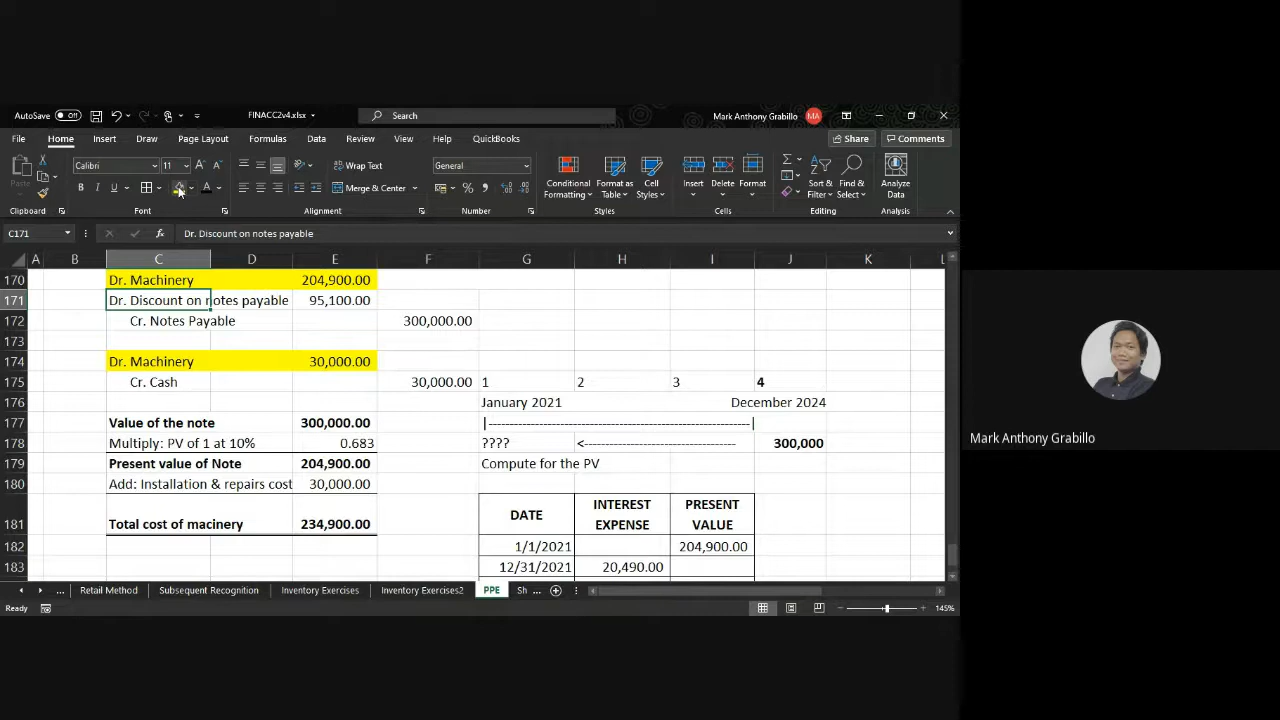 AutoSave Off FINACC2v4.xlsx Search Mark Anthony Grabillo MA
File Home Insert Draw Page Layout Formulas Data Review View Help QuickBooks Share Comments
Paste Calibri 11 A A Wrap Text General Conditional Formatting Format as Table Cell Styles Insert Delete Format Sort & Filter Find & Select Analyze Data
B I U A Merge & Center % 
Clipboard Font Alignment Number Styles Cells Editing Analysis
C171 fx Dr. Discount on notes payable
A B C D E F G H I J K L
170 Dr. Machinery 204,900.00
171 Dr. Discount on notes payable 95,100.00
172 Cr. Notes Payable 300,000.00
173
174 Dr. Machinery 30,000.00
175 Cr. Cash 30,000.00 1 2 3 4
176 January 2021 December 2024
177 Value of the note 300,000.00 |----------------------------------------------------------------|
178 Multiply: PV of 1 at 10% 0.683 ???? <----------------------------------- 300,000
179 Present value of Note 204,900.00 Compute for the PV
180 Add: Installation & repairs cost 30,000.00
181 Total cost of macinery 234,900.00 DATE INTEREST EXPENSE PRESENT VALUE
182 1/1/2021 204,900.00
183 12/31/2021 20,490.00
... Retail Method Subsequent Recognition Inventory Exercises Inventory Exercises2 PPE Sh ...
Ready 145%
Mark Anthony Grabillo